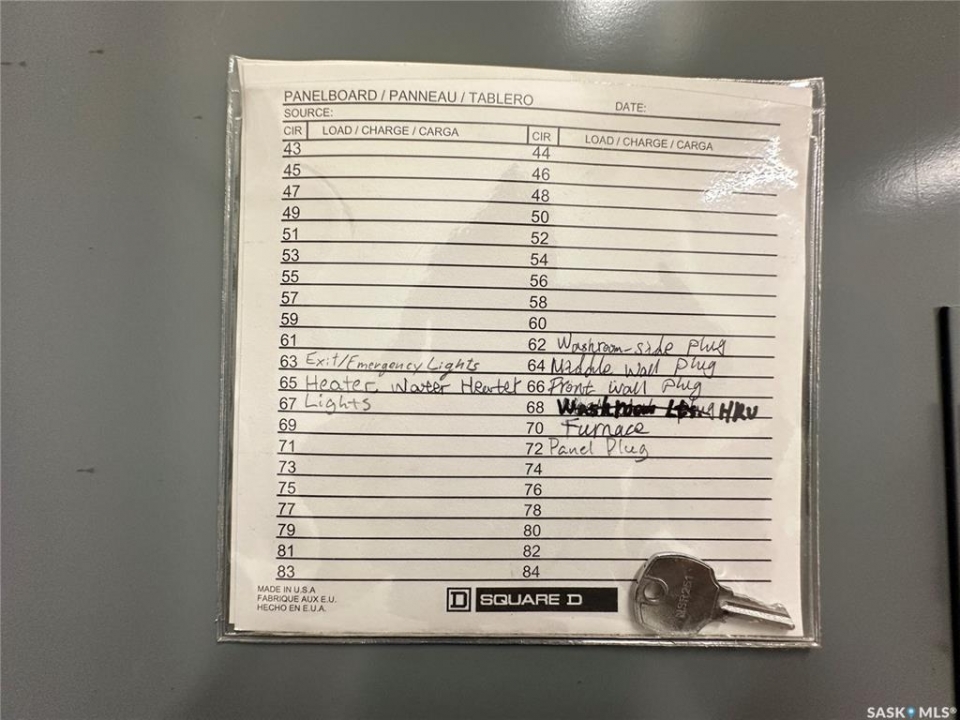 PANELBOARD / PANNEAU / TABLERO DATE:
SOURCE:
CIR LOAD / CHARGE / CARGA CIR LOAD / CHARGE / CARGA
43 44
45 46
47 48
49 50
51 52
53 54
55 56
57 58
59 60
61 62 Washroom-side plug
63 Exit/Emergency Lights 64 Middle Wall Plug
65 Heater, Water Heater 66 Front wall plug
67 Lights 68 Washroom HRV
69 70 Furnace
71 72 Panel Plug
73 74
75 76
77 78
79 80
81 82
83 84
MADE IN U.S.A
FABRIQUE AUX E.U.
HECHO EN E.U.A.
D SQUARE D
SASK MLS®